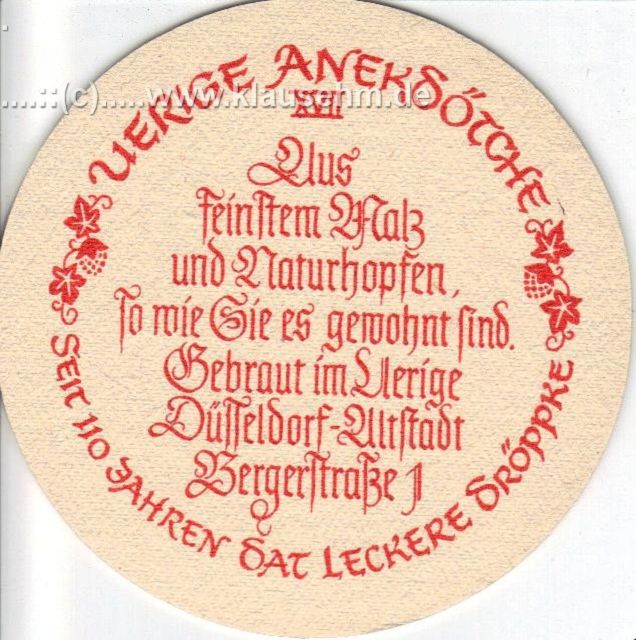 UERIGE ANEKDÖTCHE
.....::(c).....www.klausehm.de
XVII
Aus
feinstem Malz
und Naturhopfen,
so wie Sie es gewohnt sind.
Gebraut im Uerige
Düsseldorf-Altstadt
Bergerstraße 1
SEIT 110 JAHREN DAT LECKERE DRÖPPKE